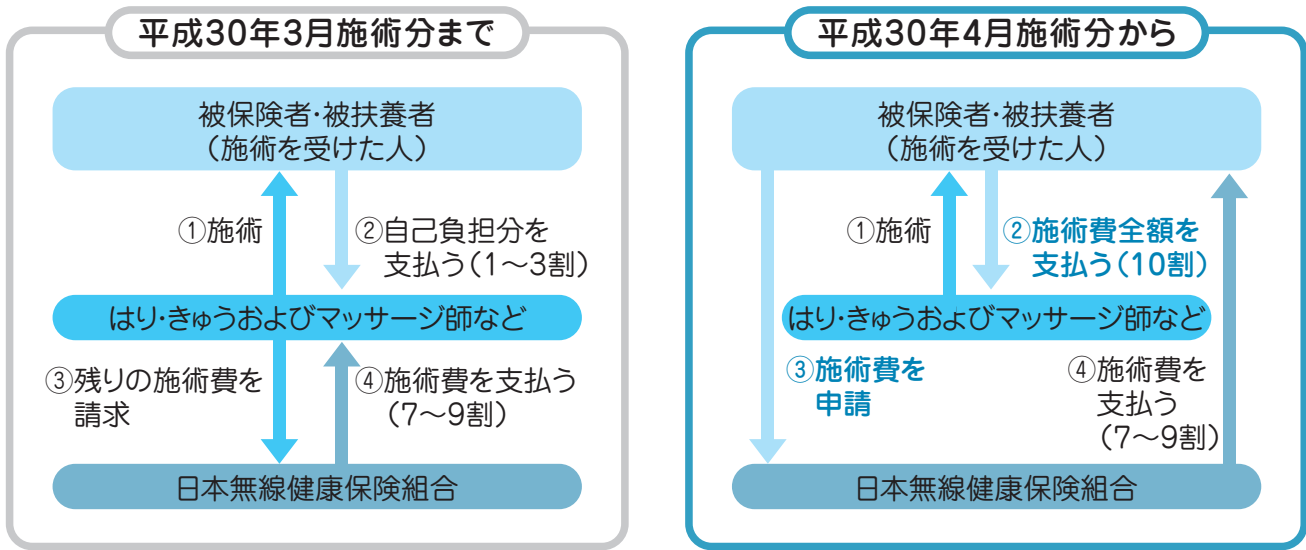 平成30年3月施術分まで
被保険者・被扶養者
（施術を受けた人）
①施術
②自己負担分を
支払う（1～3割）
はり・きゅうおよびマッサージ師など
③残りの施術費を
請求
④施術費を支払う
（7～9割）
日本無線健康保険組合
平成30年4月施術分から
被保険者・被扶養者
（施術を受けた人）
①施術
②施術費全額を
支払う（10割）
はり・きゅうおよびマッサージ師など
③施術費を
申請
④施術費を
支払う
（7～9割）
日本無線健康保険組合